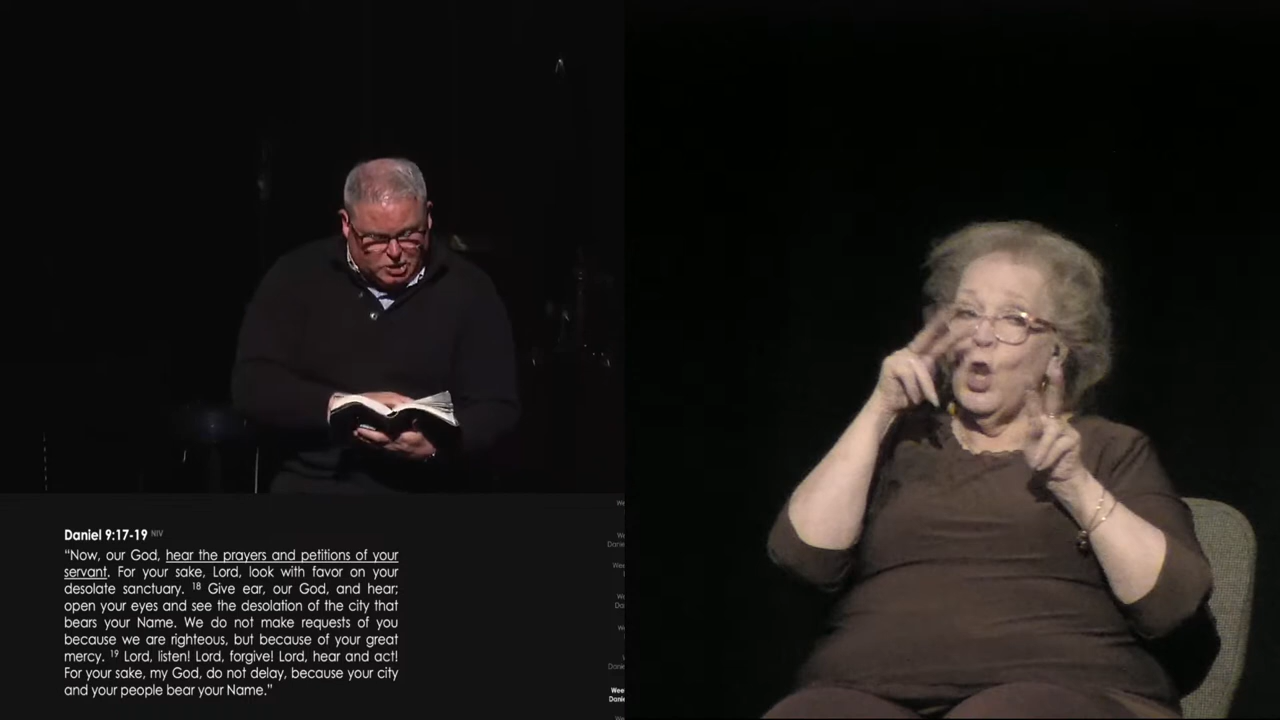 Daniel 9:17-19 NIV
“Now, our God, hear the prayers and petitions of your
servant. For your sake, Lord, look with favor on your
desolate sanctuary. 18 Give ear, our God, and hear;
open your eyes and see the desolation of the city that
bears your Name. We do not make requests of you
because we are righteous, but because of your great
mercy. 19 Lord, listen! Lord, forgive! Lord, hear and act!
For your sake, my God, do not delay, because your city
and your people bear your Name.”